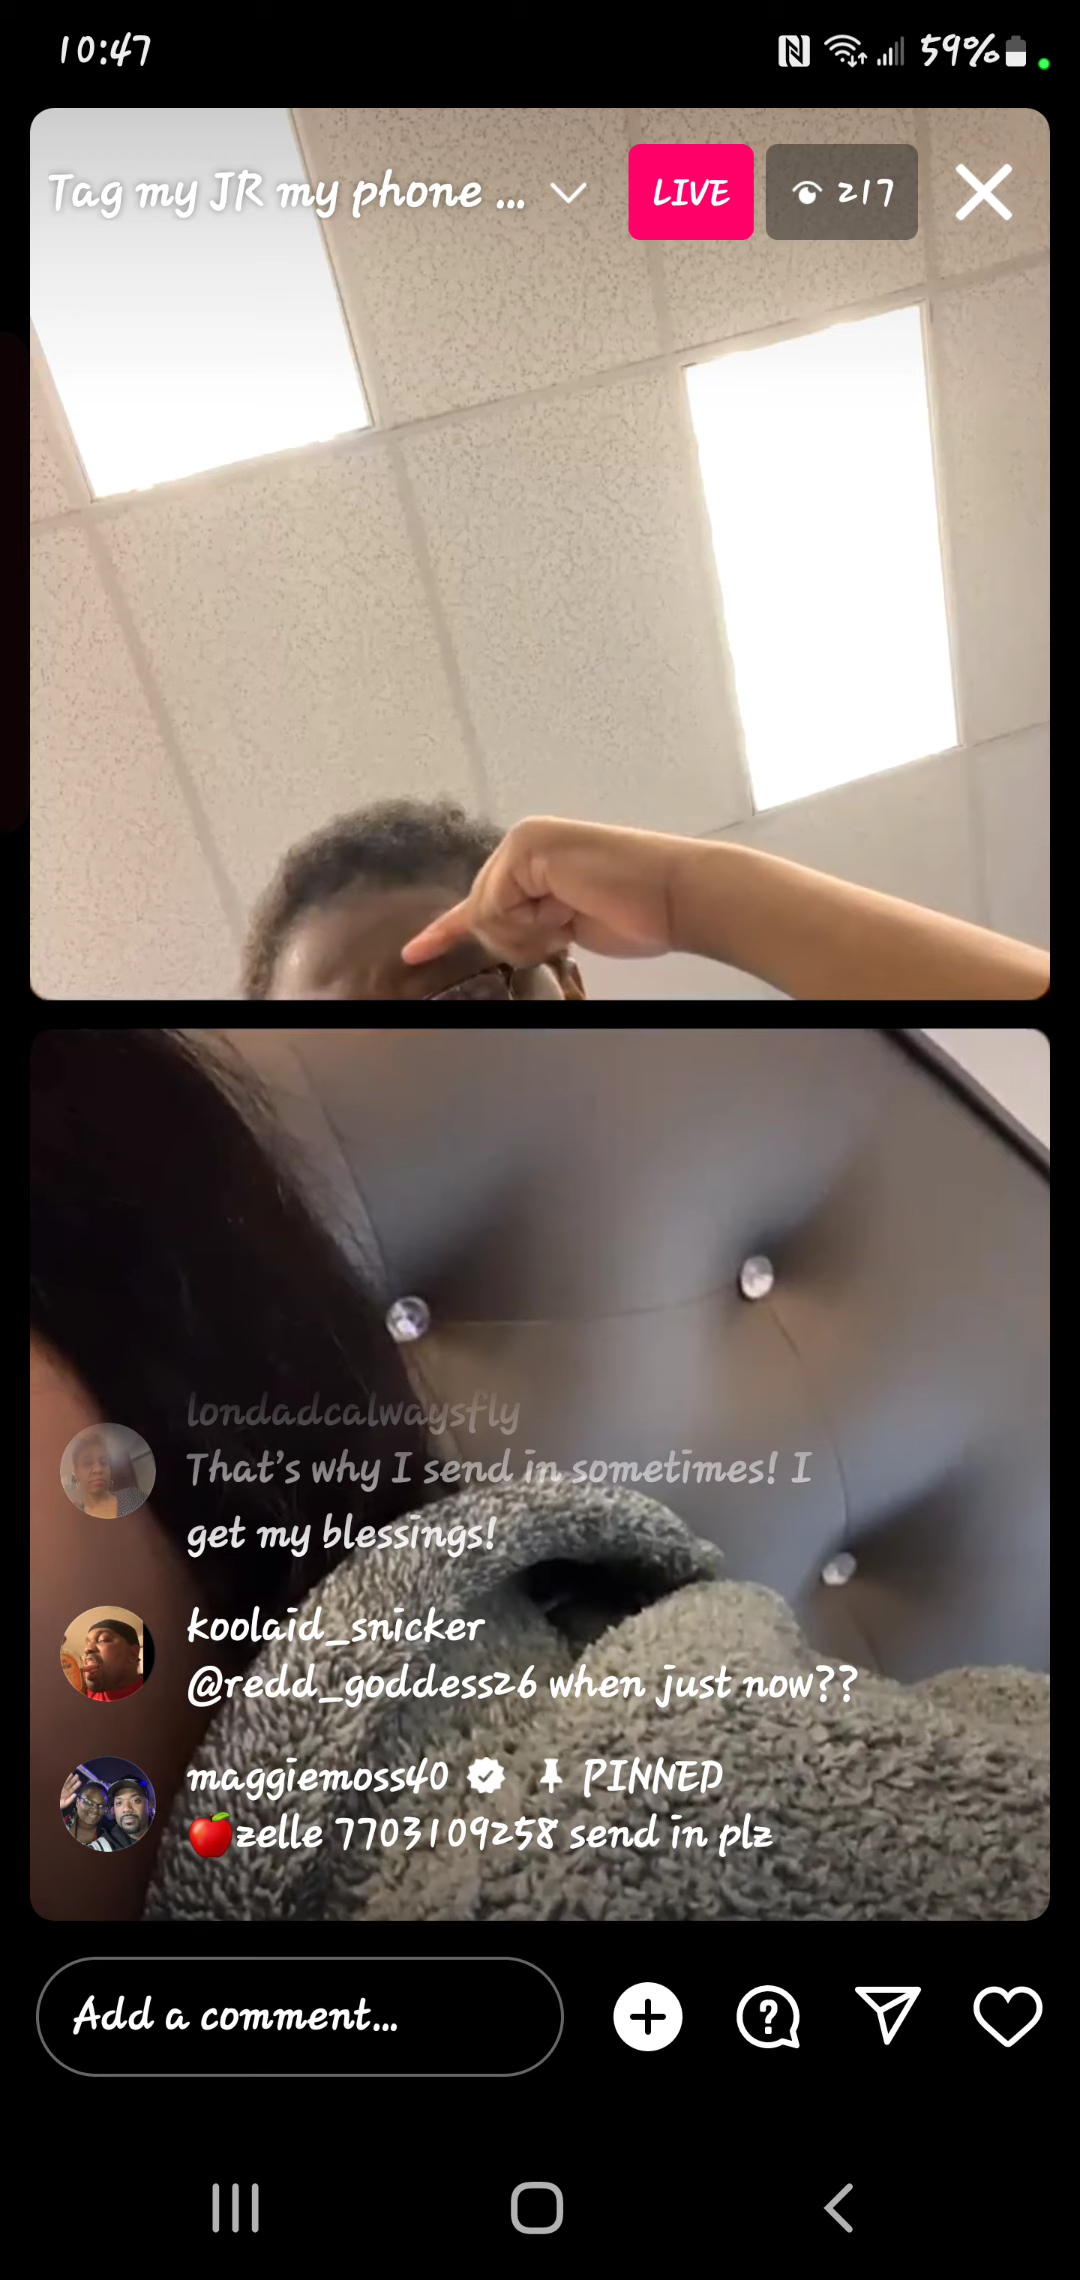 10:47
59%
Tag my JR my phone ...
LIVE
217
londadcalwaysfly
That's why I send in sometimes! I
get my blessings!
koolaid_snicker
@redd_goddess26 when just now??
maggiemoss40 PINNED
🍎zelle 7703109258 send in plz
Add a comment...